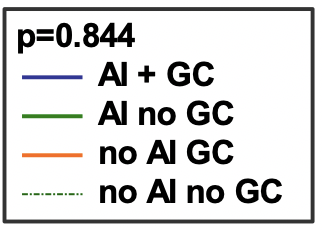 p=0.844
AI + GC
AI no GC
no AI GC
no AI no GC